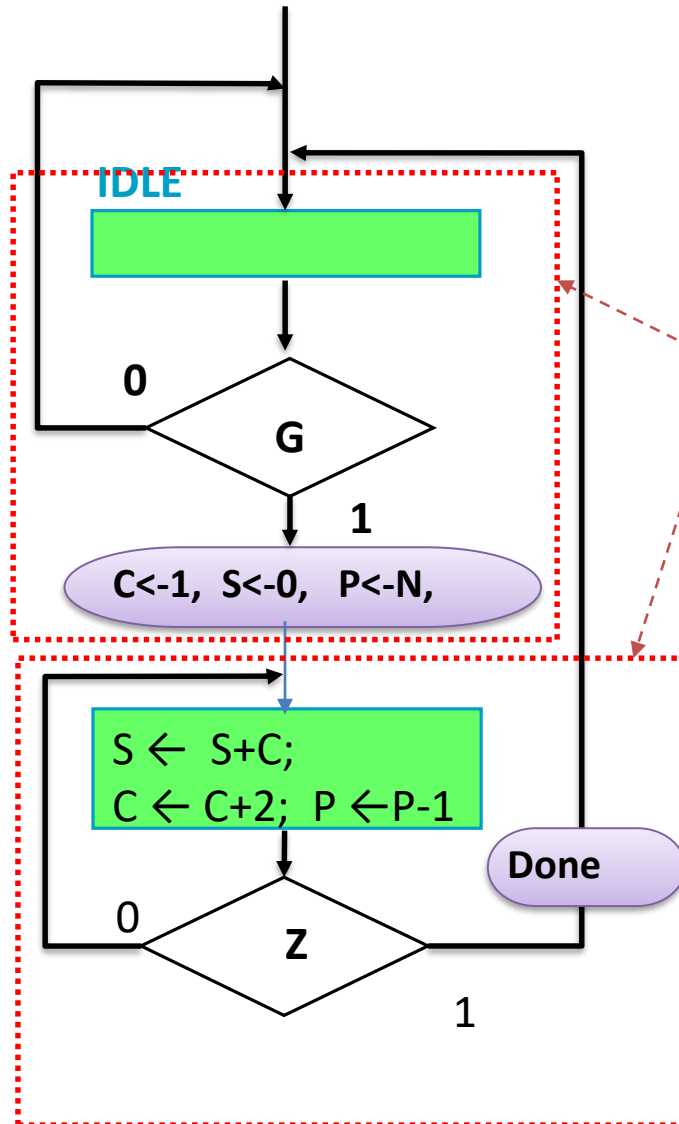 IDLE
0
G
1
C<-1, S<-0, P<-N,
S ← S+C;
C ← C+2; P ←P-1
Done
0
Z
1